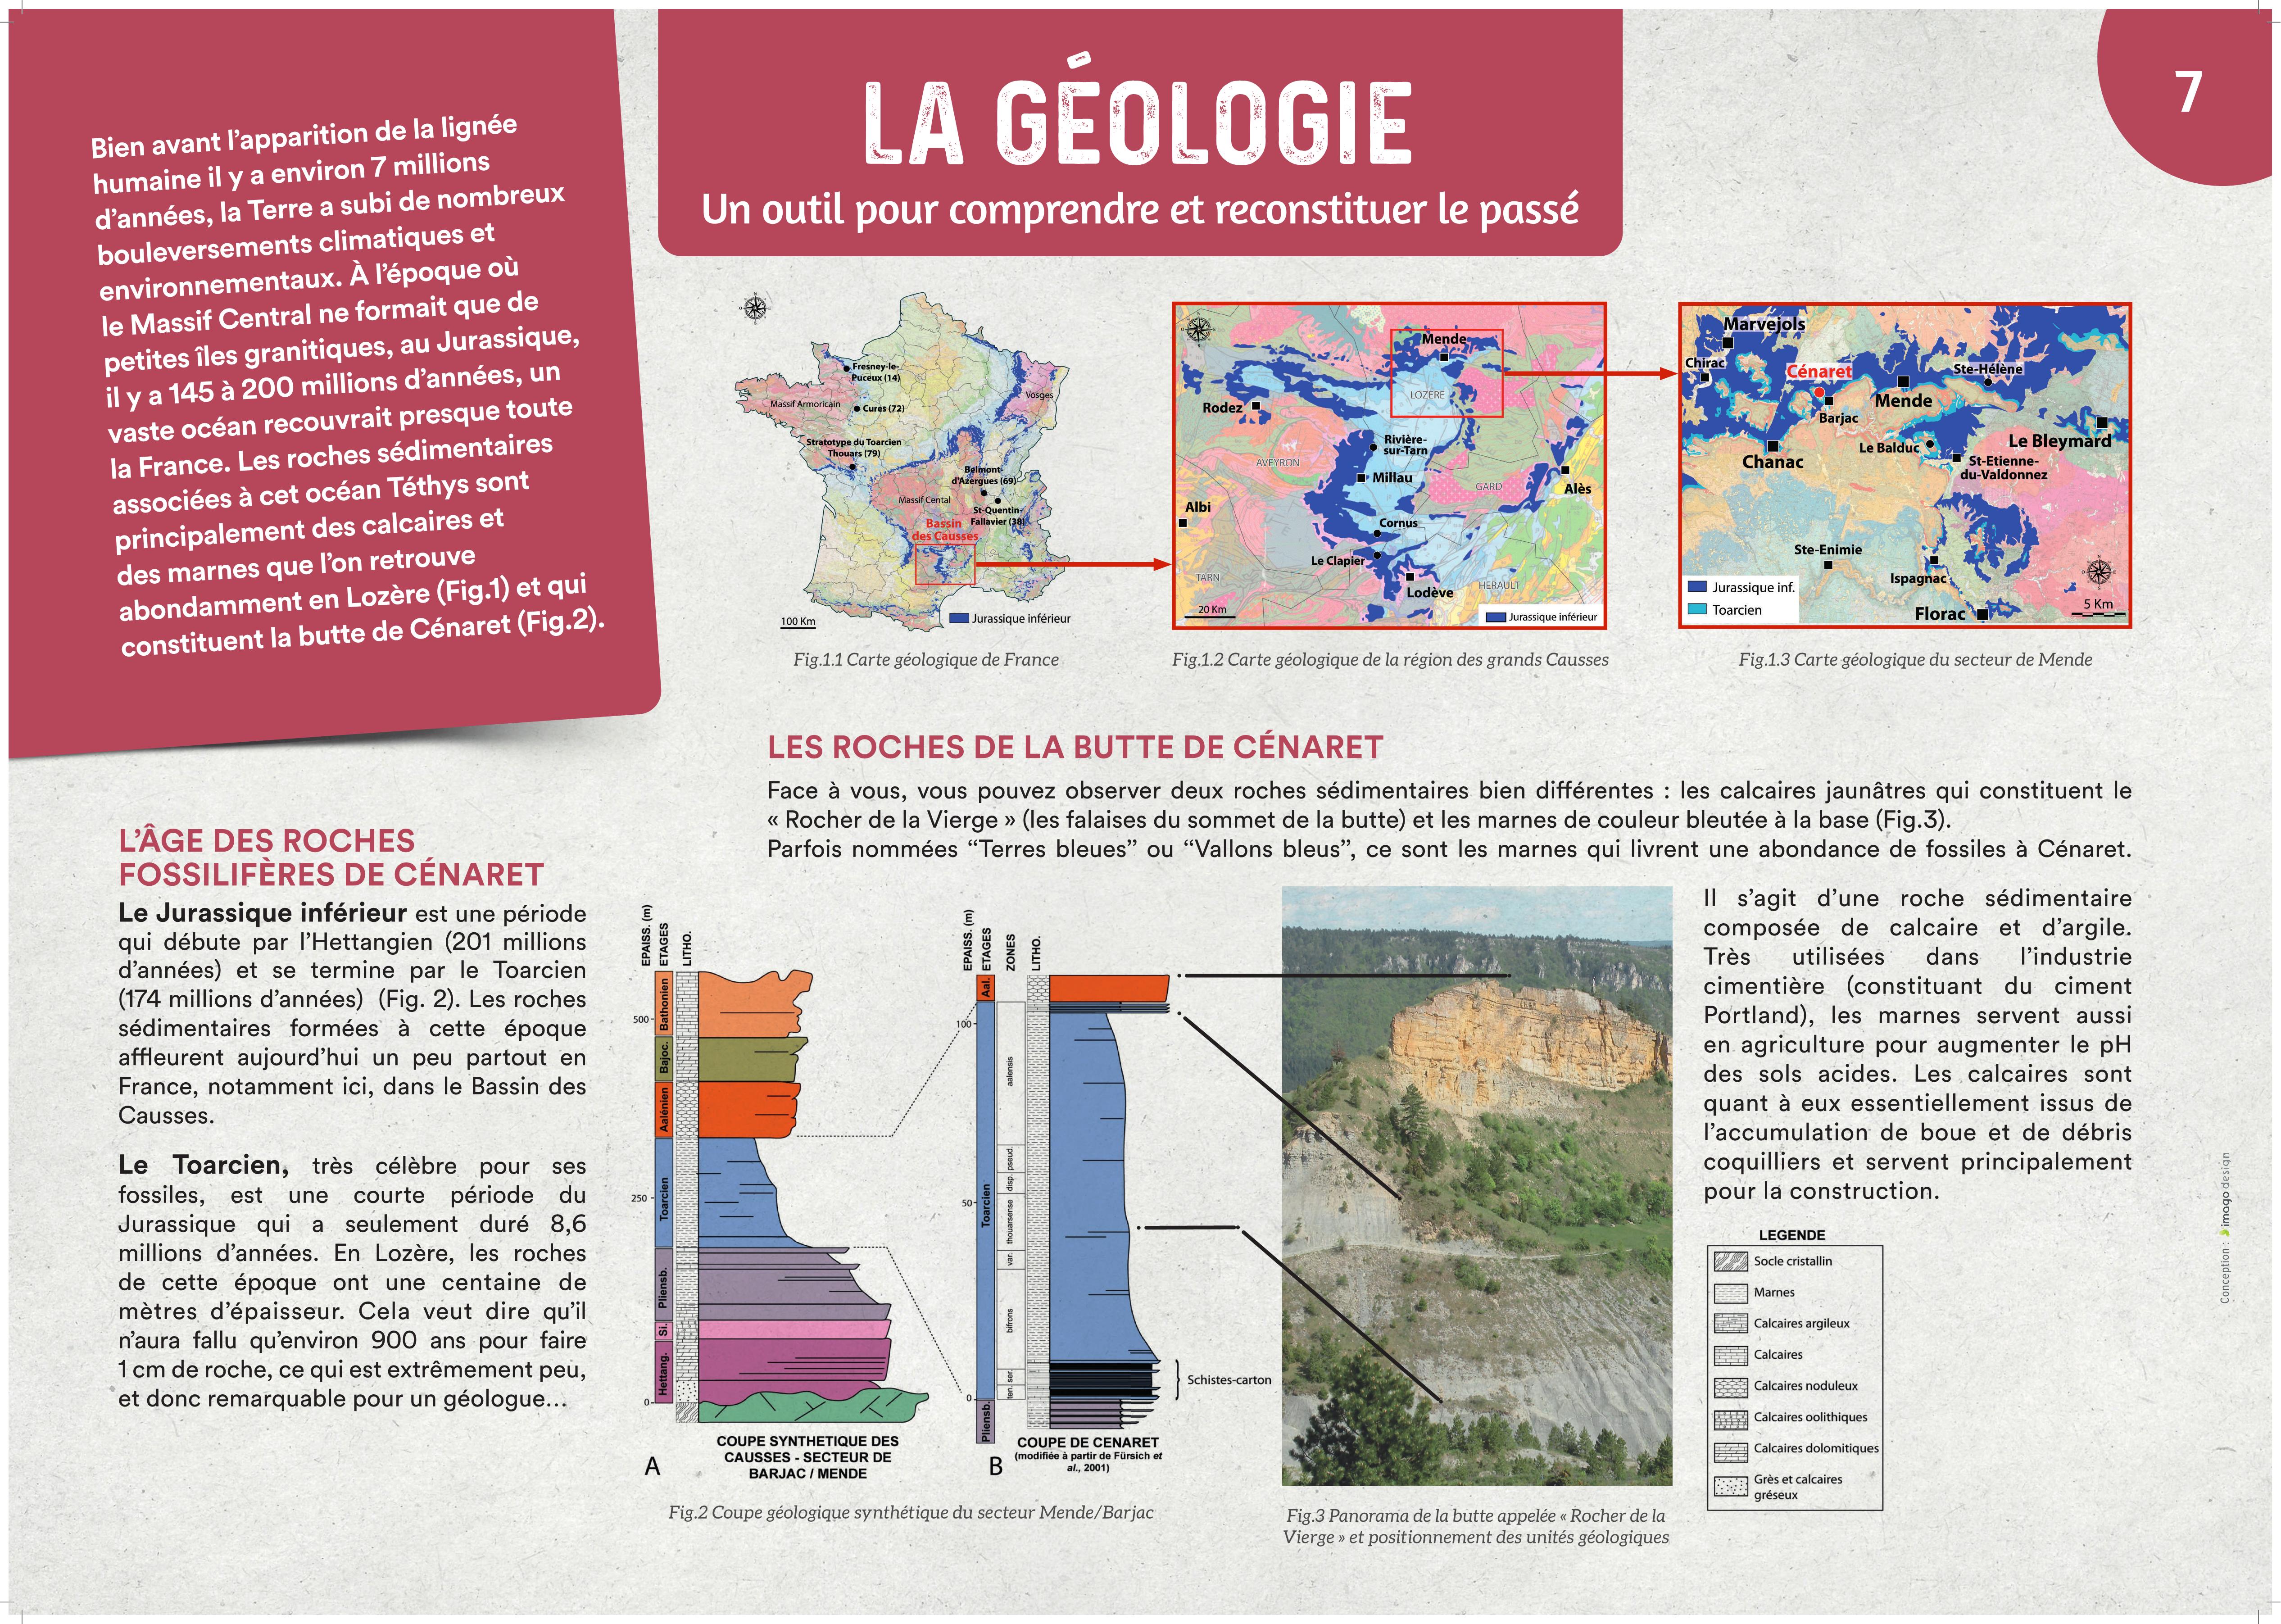 7
LA GÉOLOGIE
Un outil pour comprendre et reconstituer le passé
Bien avant l'apparition de la lignée
humaine il y a environ 7 millions
d'années, la Terre a subi de nombreux
bouleversements climatiques et
environnementaux. À l'époque où
le Massif Central ne formait que de
petites îles granitiques, au Jurassique,
il y a 145 à 200 millions d'années, un
vaste océan recouvrait presque toute
la France. Les roches sédimentaires
associées à cet océan Téthys sont
principalement des calcaires et
des marnes que l'on retrouve
abondamment en Lozère (Fig.1) et qui
constituent la butte de Cénaret (Fig.2).
Fresney-le-
Puceux (14)
Massif Armoricain
Cures (72)
Vosges
Stratotype du Toarcien
Thouars (79)
Belmont-
d'Azergues (69)
Massif Cental
St-Quentin-
Fallavier (38)
Bassin
des Causses
100 Km
Jurassique inférieur
Fig.1.1 Carte géologique de France
Mende
LOZERE
Rodez
Rivière-
sur-Tarn
AVEYRON
Millau
GARD
Alès
Albi
Cornus
Le Clapier
TARN
Lodève
HERAULT
20 Km
Jurassique inférieur
Fig.1.2 Carte géologique de la région des grands Causses
Marvejols
Chirac
Cénaret
Ste-Hélène
Mende
Barjac
Le Bleymard
Le Balduc
Chanac
St-Etienne-
du-Valdonnez
Ste-Enimie
Ispagnac
Jurassique inf.
Toarcien
Florac
5 Km
Fig.1.3 Carte géologique du secteur de Mende
LES ROCHES DE LA BUTTE DE CÉNARET
Face à vous, vous pouvez observer deux roches sédimentaires bien différentes : les calcaires jaunâtres qui constituent le
« Rocher de la Vierge » (les falaises du sommet de la butte) et les marnes de couleur bleutée à la base (Fig.3).
Parfois nommées “Terres bleues” ou “Vallons bleus”, ce sont les marnes qui livrent une abondance de fossiles à Cénaret.
Il s'agit d'une roche sédimentaire
composée de calcaire et d'argile.
Très utilisées dans l'industrie
cimentière (constituant du ciment
Portland), les marnes servent aussi
en agriculture pour augmenter le pH
des sols acides. Les calcaires sont
quant à eux essentiellement issus de
l'accumulation de boue et de débris
coquilliers et servent principalement
pour la construction.
L'ÂGE DES ROCHES
FOSSILIFÈRES DE CÉNARET
Le Jurassique inférieur est une période
qui débute par l'Hettangien (201 millions
d'années) et se termine par le Toarcien
(174 millions d'années) (Fig. 2). Les roches
sédimentaires formées à cette époque
affleurent aujourd'hui un peu partout en
France, notamment ici, dans le Bassin des
Causses.
Le Toarcien, très célèbre pour ses
fossiles, est une courte période du
Jurassique qui a seulement duré 8,6
millions d'années. En Lozère, les roches
de cette époque ont une centaine de
mètres d'épaisseur. Cela veut dire qu'il
n'aura fallu qu'environ 900 ans pour faire
1 cm de roche, ce qui est extrêmement peu,
et donc remarquable pour un géologue...
EPAISS. (m)
ETAGES
LITHO.
500
250
0
Bathonien
Bajoc.
Aalénien
Toarcien
Pliensb.
Si.
Hettang.
A
COUPE SYNTHETIQUE DES
CAUSSES - SECTEUR DE
BARJAC / MENDE
EPAISS. (m)
ETAGES
ZONES
LITHO.
100
50
0
Aal.
Toarcien
Pliensb.
aalensis
pseud.
disp.
thouarsense
var.
bifrons
ser.
ten.
Schistes-carton
B
COUPE DE CENARET
(modifiée à partir de Fürsich et
al., 2001)
Fig.2 Coupe géologique synthétique du secteur Mende/Barjac
Fig.3 Panorama de la butte appelée « Rocher de la
Vierge » et positionnement des unités géologiques
LEGENDE
Socle cristallin
Marnes
Calcaires argileux
Calcaires
Calcaires noduleux
Calcaires oolithiques
Calcaires dolomitiques
Grès et calcaires
gréseux
Conception : imago design